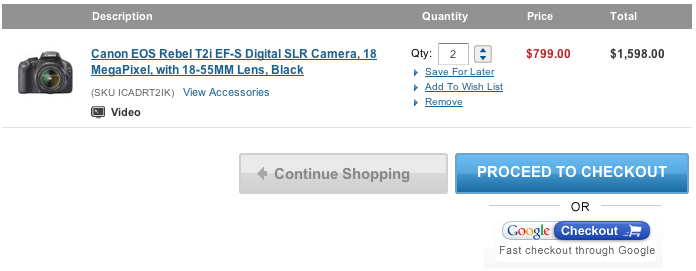 Description Quantity Price Total
Canon EOS Rebel T2i EF-S Digital SLR Camera, 18
MegaPixel, with 18-55MM Lens, Black
(SKU ICADRT2IK) View Accessories
Video
Qty: 2
Save For Later
Add To Wish List
Remove
$799.00
$1,598.00
Continue Shopping
PROCEED TO CHECKOUT
OR
Google Checkout
Fast checkout through Google